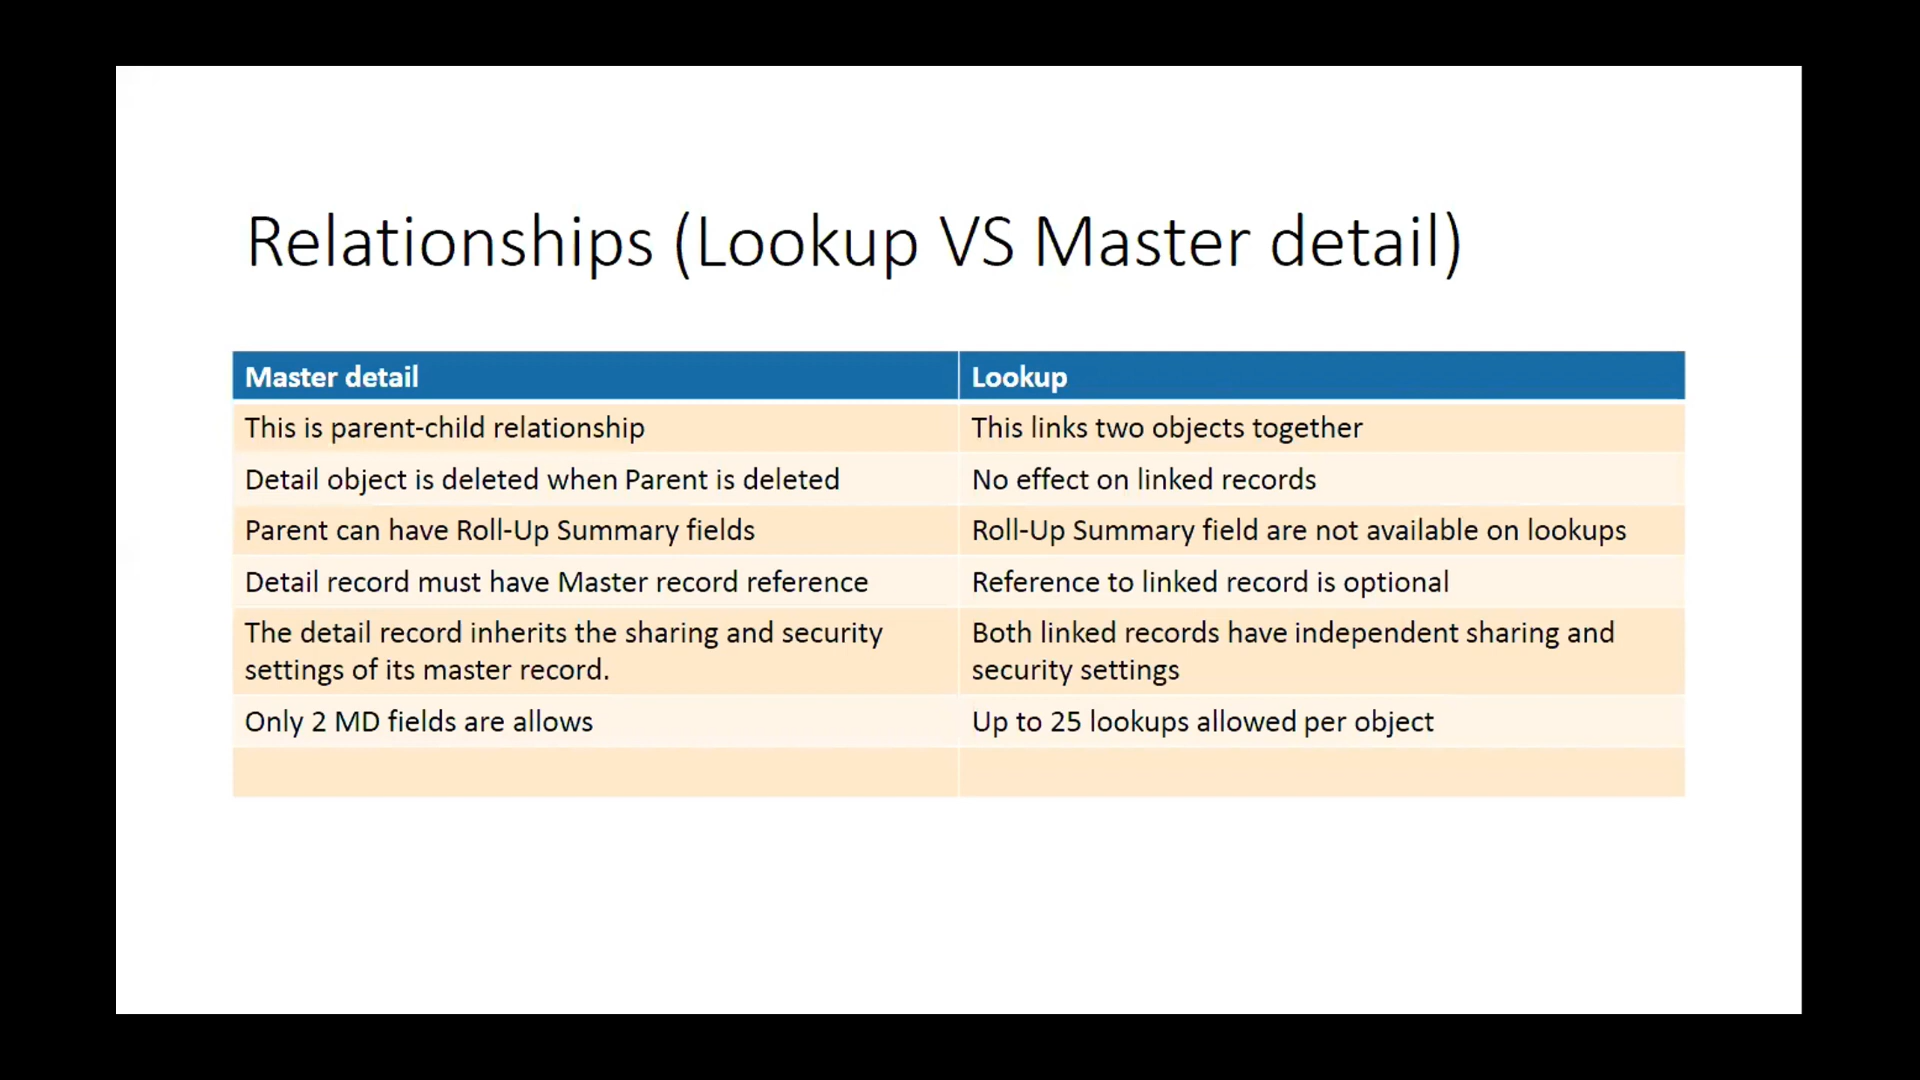 Relationships (Lookup VS Master detail)
Master detail
Lookup
This is parent-child relationship
This links two objects together
Detail object is deleted when Parent is deleted
No effect on linked records
Parent can have Roll-Up Summary fields
Roll-Up Summary field are not available on lookups
Detail record must have Master record reference
Reference to linked record is optional
The detail record inherits the sharing and security
settings of its master record.
Both linked records have independent sharing and
security settings
Only 2 MD fields are allows
Up to 25 lookups allowed per object